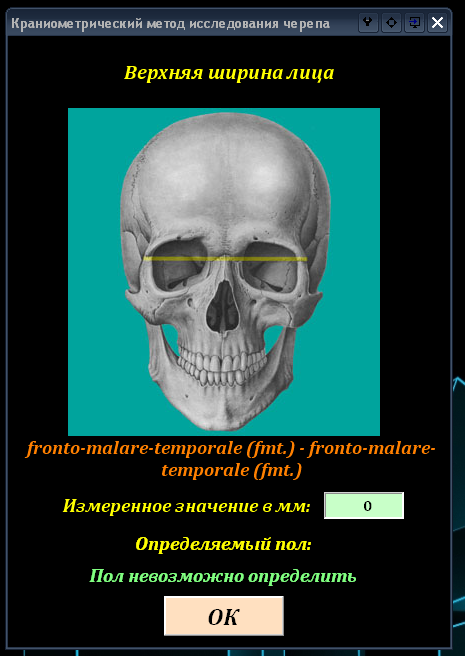 Краниометрический метод исследования черепа
Верхняя ширина лица
fronto-malare-temporale (fmt.) - fronto-malare-
temporale (fmt.)
Измеренное значение в мм: 0
Определяемый пол:
Пол невозможно определить
OK